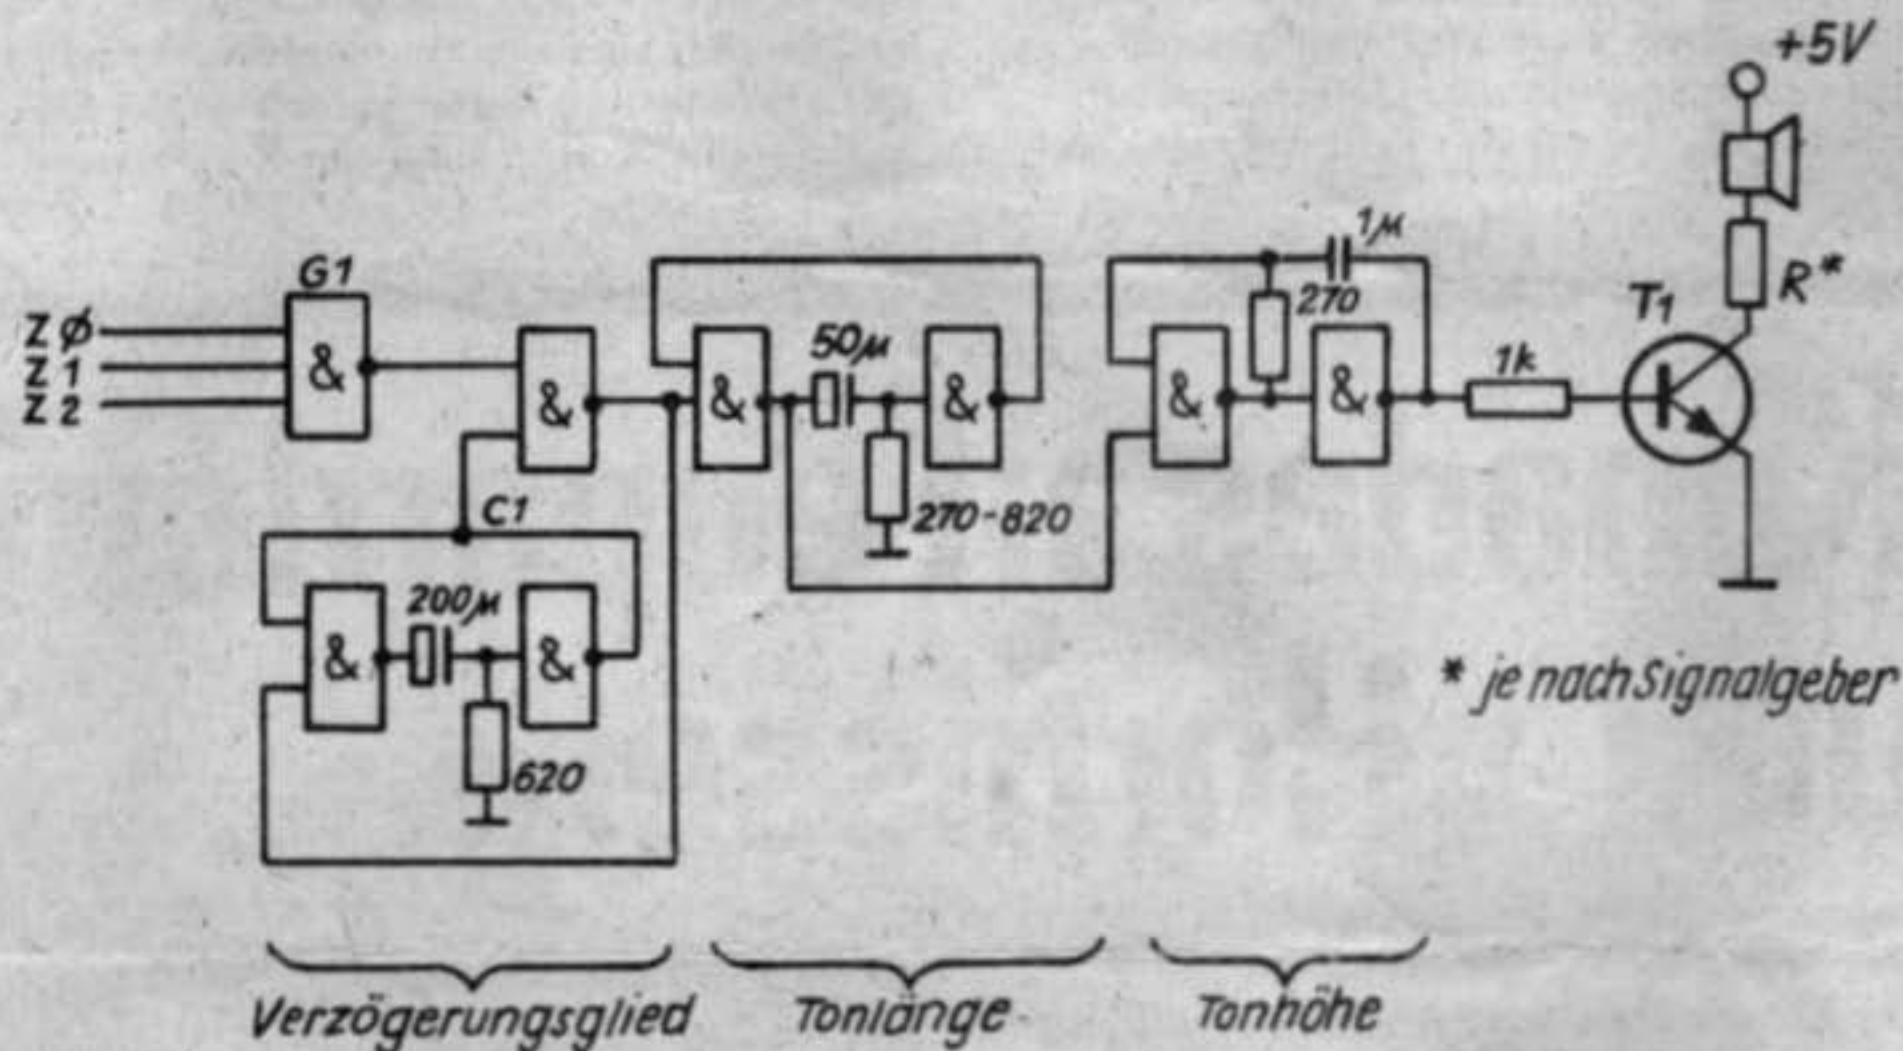 +5V
G1
ZØ
Z1
Z2
&
&
&
50µ
&
270-820
1µ
270
&
&
1k
T1
R*
C1
&
200µ
&
620
* je nach Signalgeber
Verzögerungsglied
Tonlänge
Tonhöhe